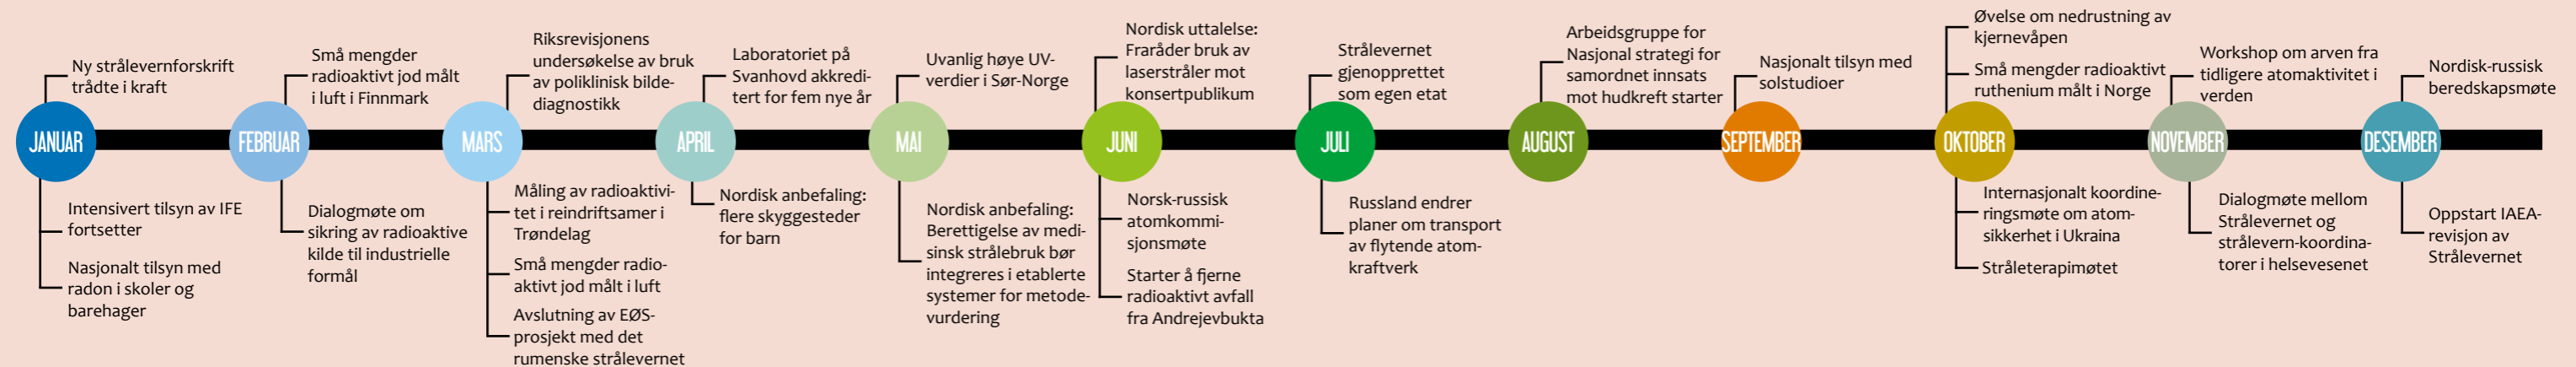 JANUAR
Ny strålevernforskrift
trådte i kraft
Intensivert tilsyn av IFE
fortsetter
Nasjonalt tilsyn med
radon i skoler og
barehager
FEBRUAR
Små mengder
radioaktivt jod målt
i luft i Finnmark
Dialogmøte om
sikring av radioaktive
kilde til industrielle
formål
MARS
Riksrevisjonens
undersøkelse av bruk
av poliklinisk bilde-
diagnostikk
Måling av radioaktivi-
tet i reindriftsamer i
Trøndelag
Små mengder radio-
aktivt jod målt i luft
Avslutning av EØS-
prosjekt med det
rumenske strålevernet
APRIL
Laboratoriet på
Svanhovd akkredi-
tert for fem nye år
Nordisk anbefaling:
flere skyggesteder
for barn
MAI
Uvanlig høye UV-
verdier i Sør-Norge
Nordisk anbefaling:
Berettigelse av medi-
sinsk strålebruk bør
integreres i etablerte
systemer for metode-
vurdering
JUNI
Nordisk uttalelse:
Fraråder bruk av
laserstråler mot
konsertpublikum
Norsk-russisk
atomkommi-
sjonsmøte
Starter å fjerne
radioaktivt avfall
fra Andrejevbukta
JULI
Strålevernet
gjenopprettet
som egen etat
Russland endrer
planer om transport
av flytende atom-
kraftverk
AUGUST
Arbeidsgruppe for
Nasjonal strategi for
samordnet innsats
mot hudkreft starter
SEPTEMBER
Nasjonalt tilsyn med
solstudioer
OKTOBER
Øvelse om nedrustning av
kjernevåpen
Små mengder radioaktivt
ruthenium målt i Norge
Internasjonalt koordine-
ringsmøte om atom-
sikkerhet i Ukraina
Stråleterapimøtet
NOVEMBER
Workshop om arven fra
tidligere atomaktivitet i
verden
Dialogmøte mellom
Strålevernet og
strålevern-koordina-
torer i helsevesenet
DESEMBER
Nordisk-russisk
beredskapsmøte
Oppstart IAEA-
revisjon av
Strålevernet